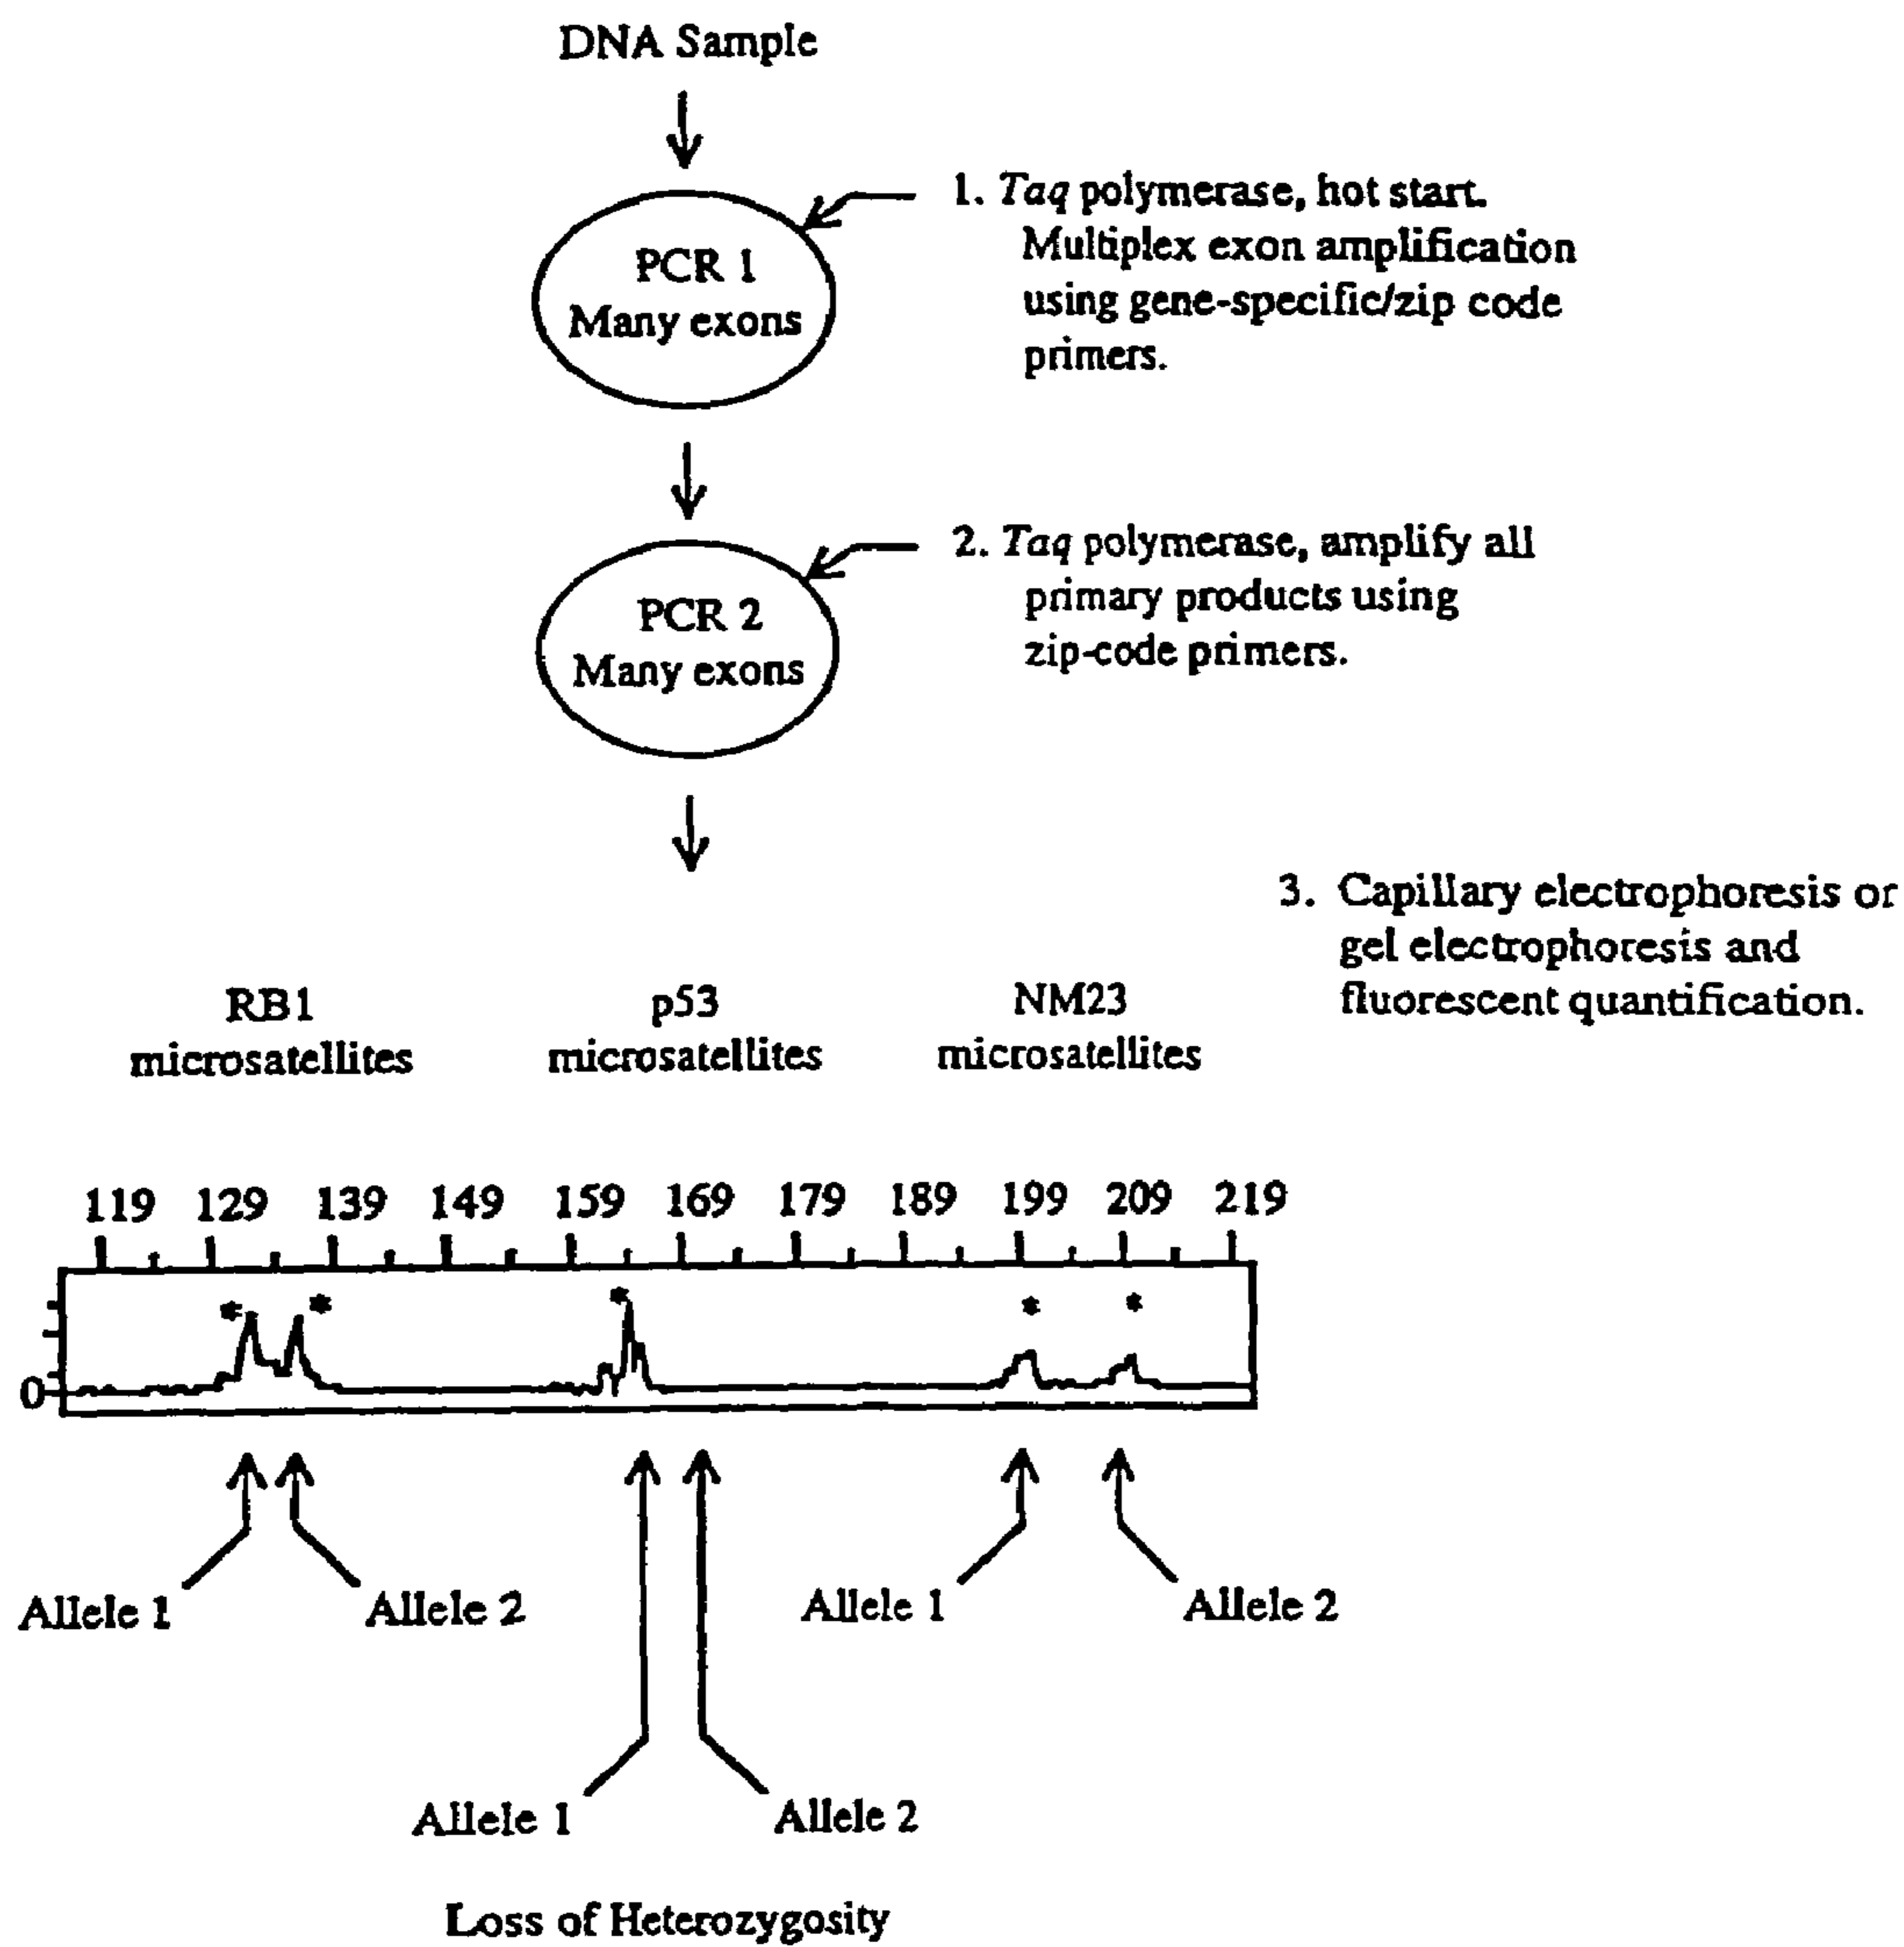 DNA Sample
PCR 1
Many exons
1. Taq polymerase, hot start.
Multiplex exon amplification
using gene-specific/zip code
primers.
PCR 2
Many exons
2. Taq polymerase, amplify all
primary products using
zip-code primers.
3. Capillary electrophoresis or
gel electrophoresis and
fluorescent quantification.
RB1
microsatellites
p53
microsatellites
NM23
microsatellites
119 129 139 149 159 169 179 189 199 209 219
* * * * *
0
Allele 1 Allele 2 Allele 1 Allele 2
Allele 1 Allele 2
Loss of Heterozygosity